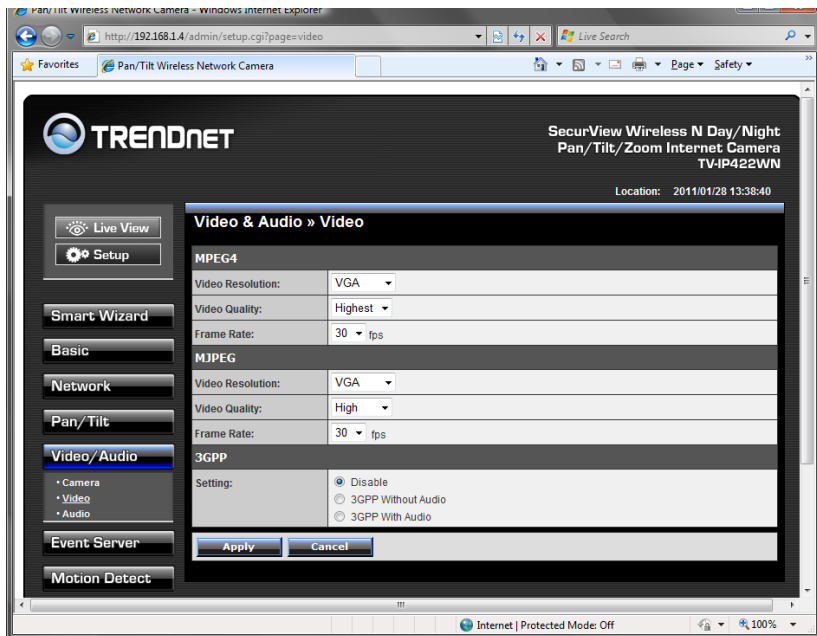 Pan/Tilt Wireless Network Camera - Windows Internet Explorer
http://192.168.1.4/admin/setup.cgi?page=video
Live Search
Favorites
Pan/Tilt Wireless Network Camera
Page
Safety
»
TRENDNET
SecurView Wireless N Day/Night
Pan/Tilt/Zoom Internet Camera
TV-IP422WN
Location: 2011/01/28 13:38:40
Live View
Setup
Smart Wizard
Basic
Network
Pan/Tilt
Video/Audio
• Camera
• Video
• Audio
Event Server
Motion Detect
Video & Audio » Video
MPEG4
Video Resolution: VGA
Video Quality: Highest
Frame Rate: 30 fps
MJPEG
Video Resolution: VGA
Video Quality: High
Frame Rate: 30 fps
3GPP
Setting: Disable
3GPP Without Audio
3GPP With Audio
Apply Cancel
Internet | Protected Mode: Off
100%